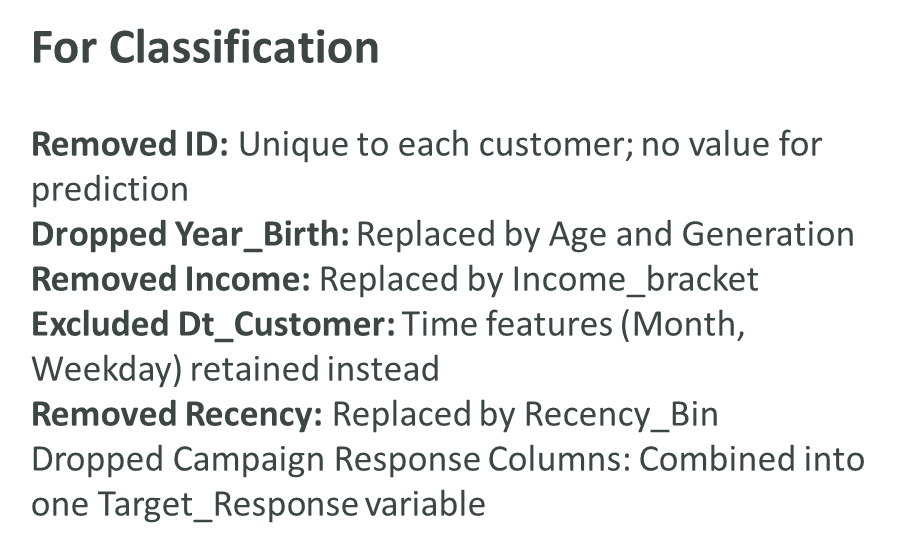 For Classification
Removed ID: Unique to each customer; no value for
prediction
Dropped Year_Birth: Replaced by Age and Generation
Removed Income: Replaced by Income_bracket
Excluded Dt_Customer: Time features (Month,
Weekday) retained instead
Removed Recency: Replaced by Recency_Bin
Dropped Campaign Response Columns: Combined into
one Target_Response variable